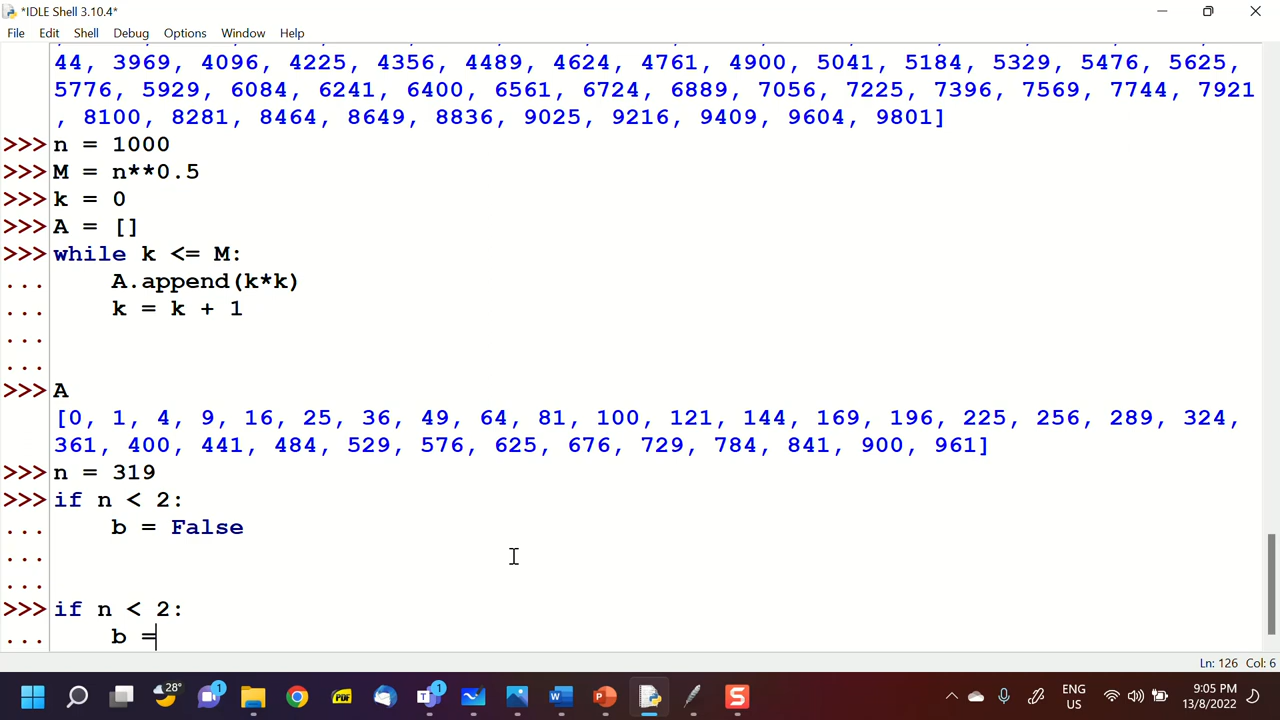 *IDLE Shell 3.10.4*
File Edit Shell Debug Options Window Help
44, 3969, 4096, 4225, 4356, 4489, 4624, 4761, 4900, 5041, 5184, 5329, 5476, 5625,
5776, 5929, 6084, 6241, 6400, 6561, 6724, 6889, 7056, 7225, 7396, 7569, 7744, 7921
, 8100, 8281, 8464, 8649, 8836, 9025, 9216, 9409, 9604, 9801]
>>> n = 1000
>>> M = n**0.5
>>> k = 0
>>> A = []
>>> while k <= M:
... A.append(k*k)
... k = k + 1
...
...
>>> A
[0, 1, 4, 9, 16, 25, 36, 49, 64, 81, 100, 121, 144, 169, 196, 225, 256, 289, 324,
361, 400, 441, 484, 529, 576, 625, 676, 729, 784, 841, 900, 961]
>>> n = 319
>>> if n < 2:
... b = False
...
...
>>> if n < 2:
... b =
Ln: 126 Col: 6
28° 1 PDF 1 W P S ENG US 9:05 PM 13/8/2022